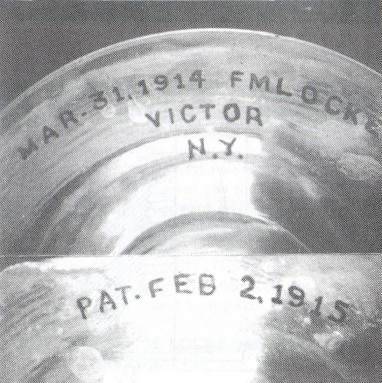 MAR. 31, 1914 FMLOCKE
VICTOR
N.Y.
PAT. FEB 2, 1915